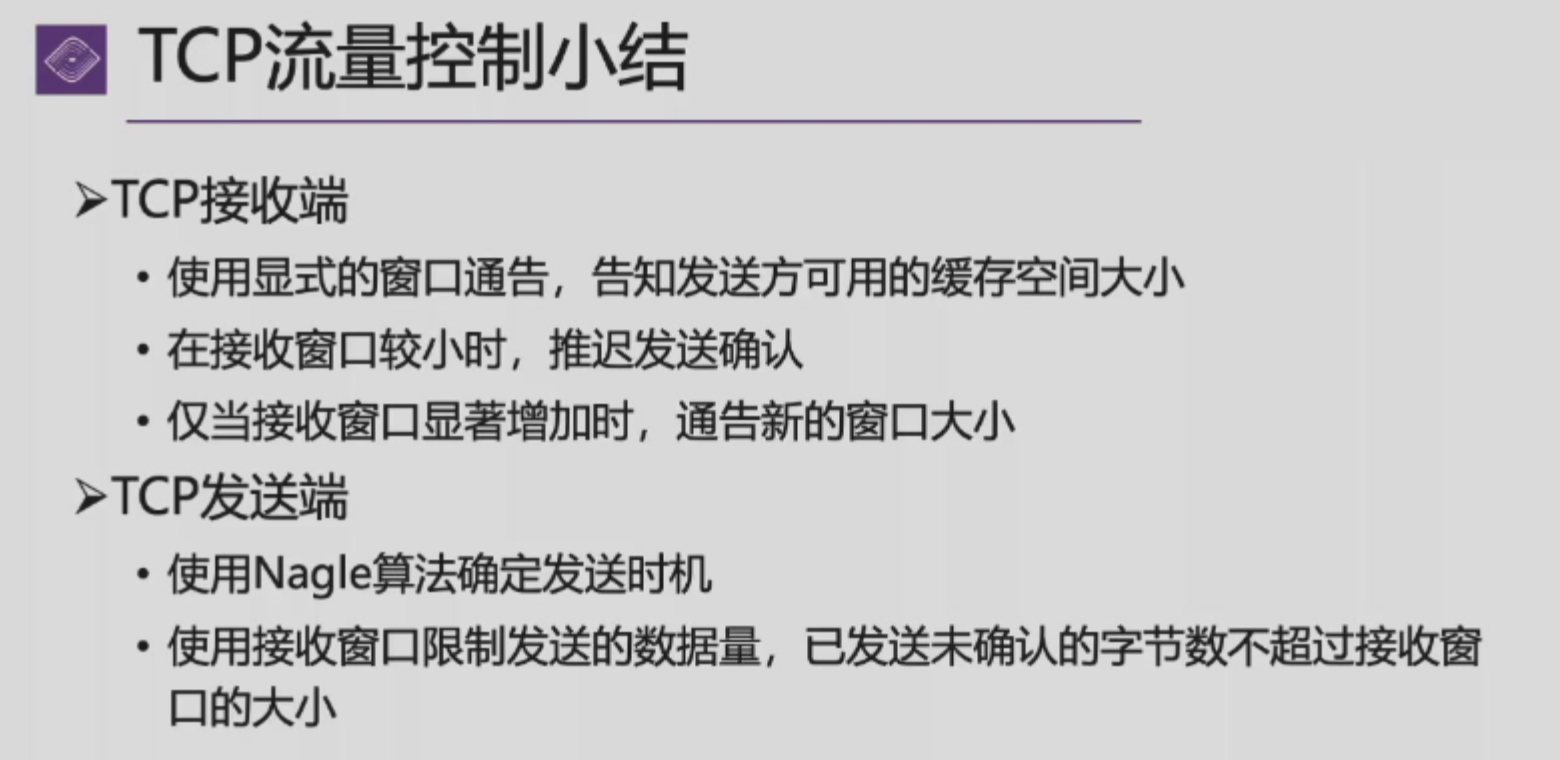 TCP流量控制小结
➢TCP接收端
• 使用显式的窗口通告，告知发送方可用的缓存空间大小
• 在接收窗口较小时，推迟发送确认
• 仅当接收窗口显著增加时，通告新的窗口大小
➢TCP发送端
• 使用Nagle算法确定发送时机
• 使用接收窗口限制发送的数据量，已发送未确认的字节数不超过接收窗
口的大小